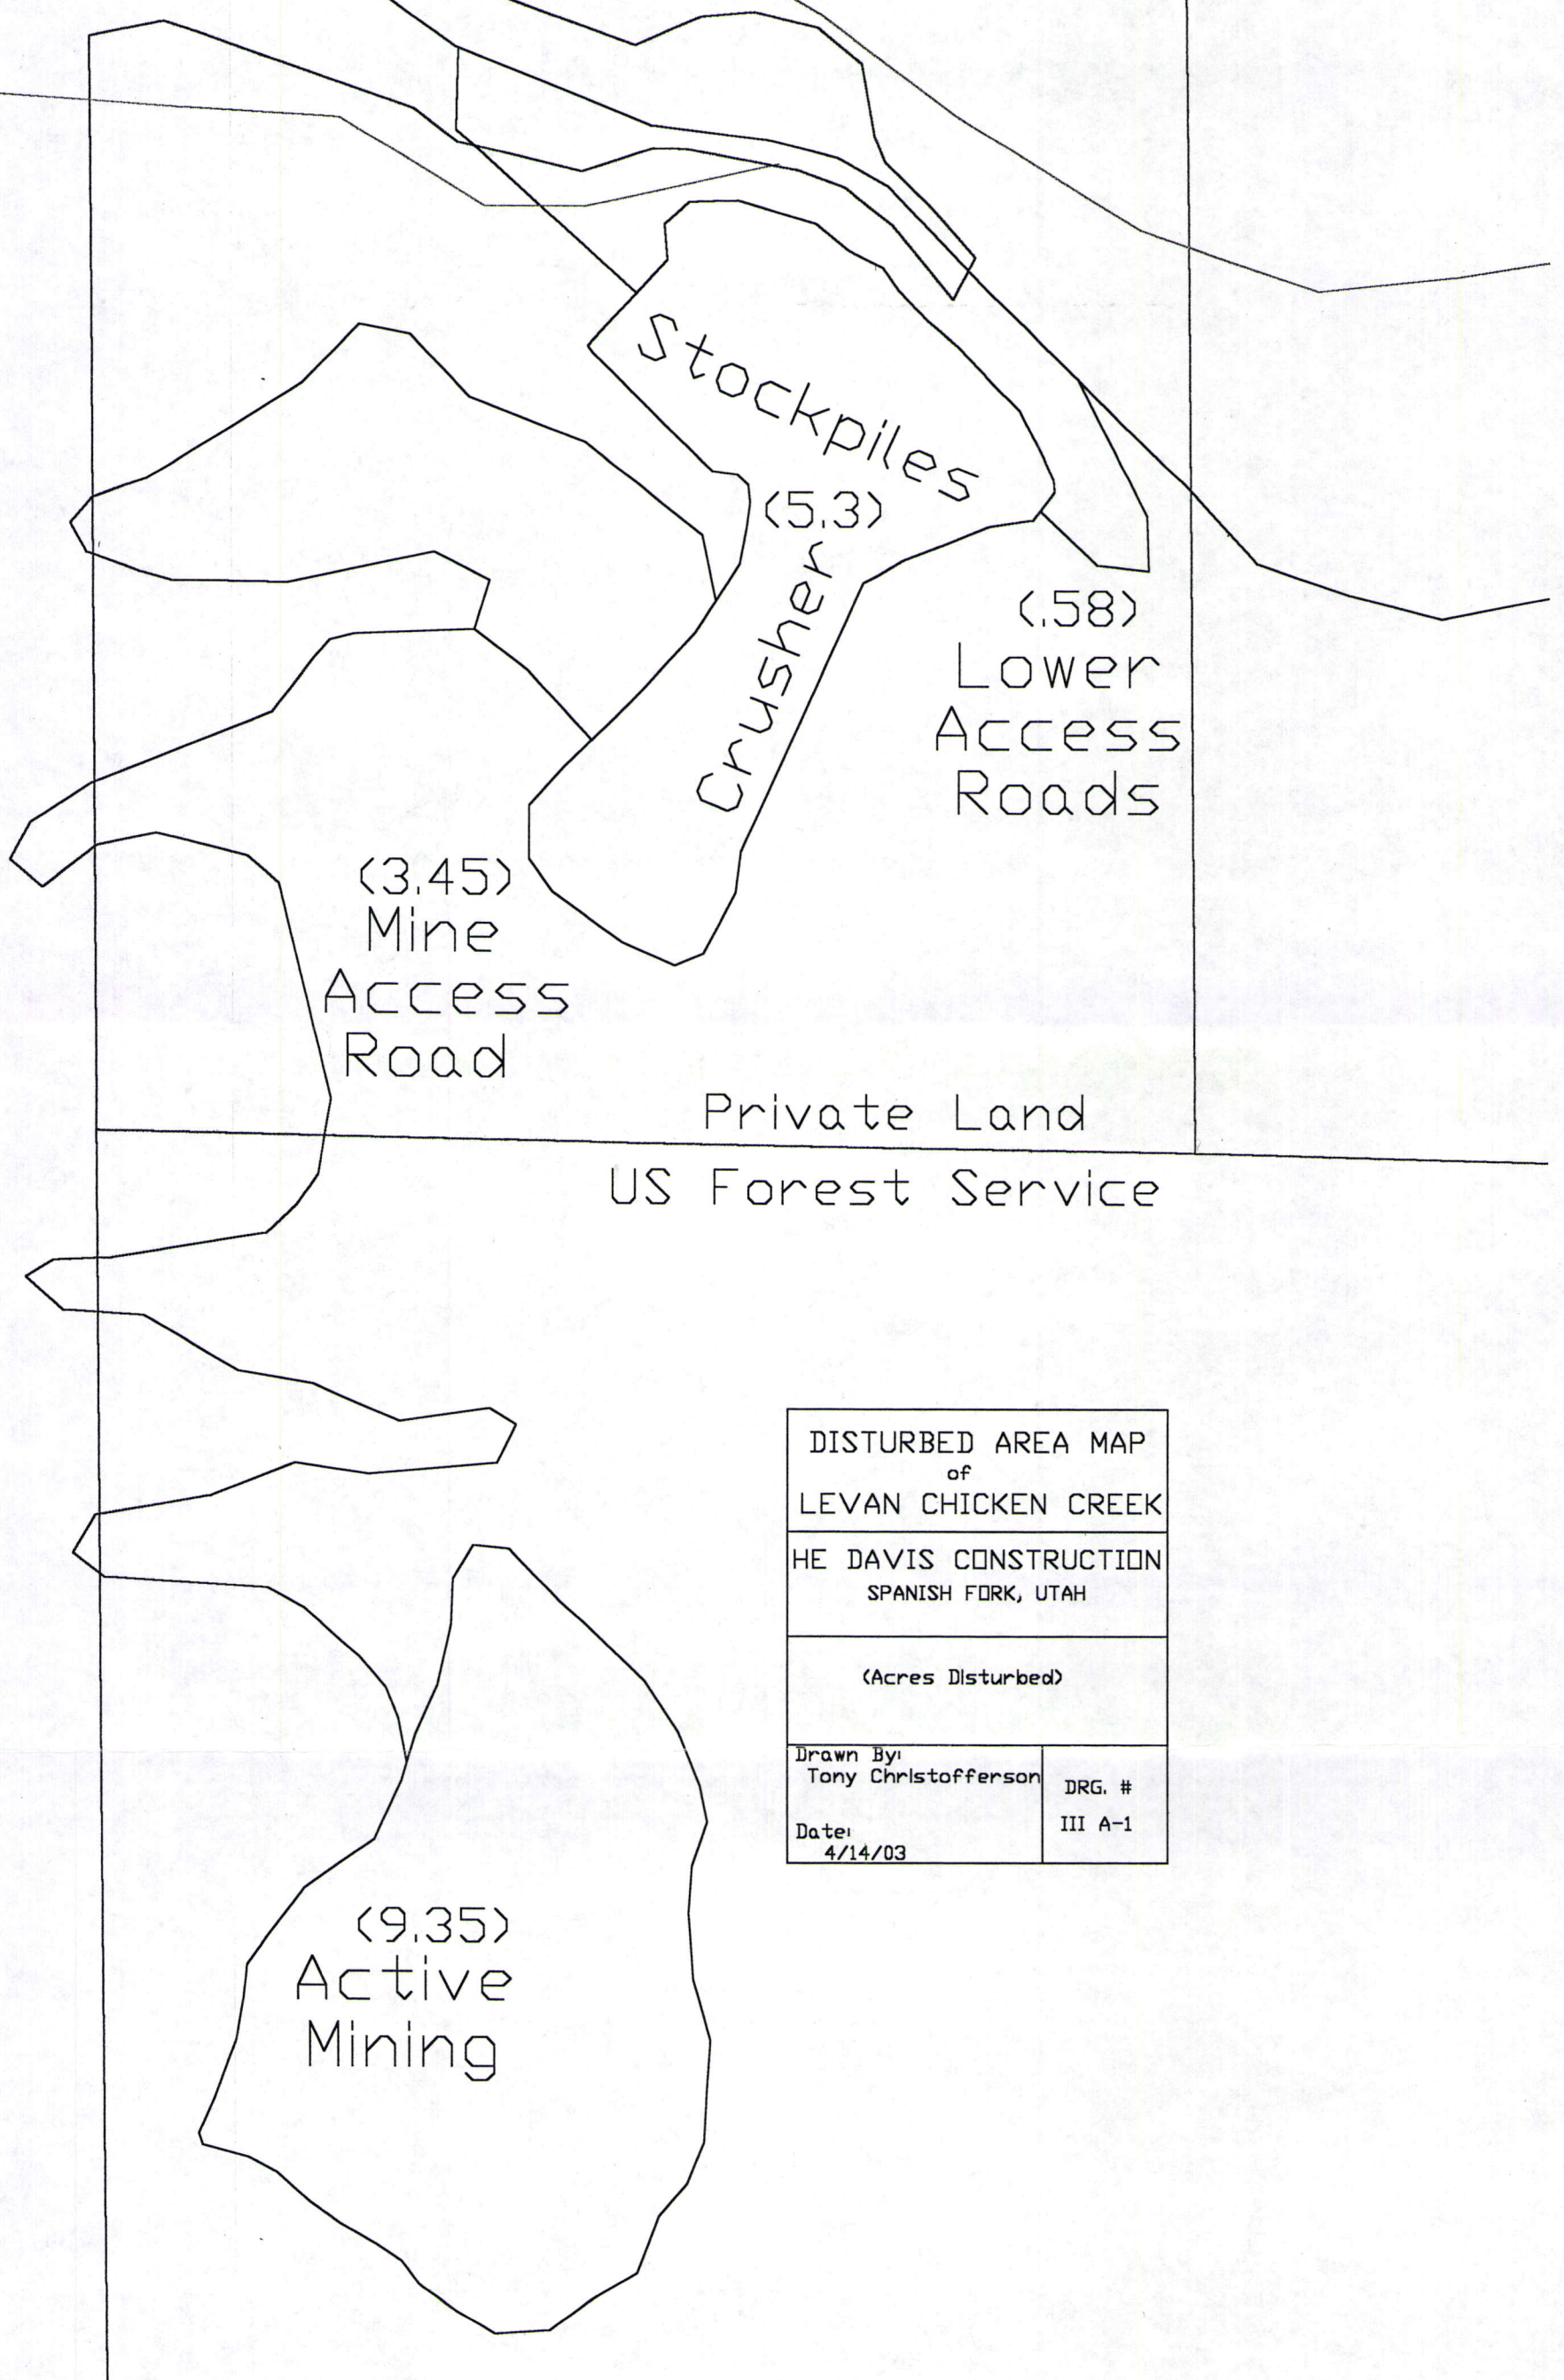 Stockpiles
(5.3)
Crusher
(.58)
Lower
Access
Roads
(3.45)
Mine
Access
Road
Private Land
US Forest Service
DISTURBED AREA MAP
of
LEVAN CHICKEN CREEK
HE DAVIS CONSTRUCTION
SPANISH FORK, UTAH
(Acres Disturbed)
Drawn By:
Tony Christofferson
DRG. #
III A-1
Date:
4/14/03
(9.35)
Active
Mining